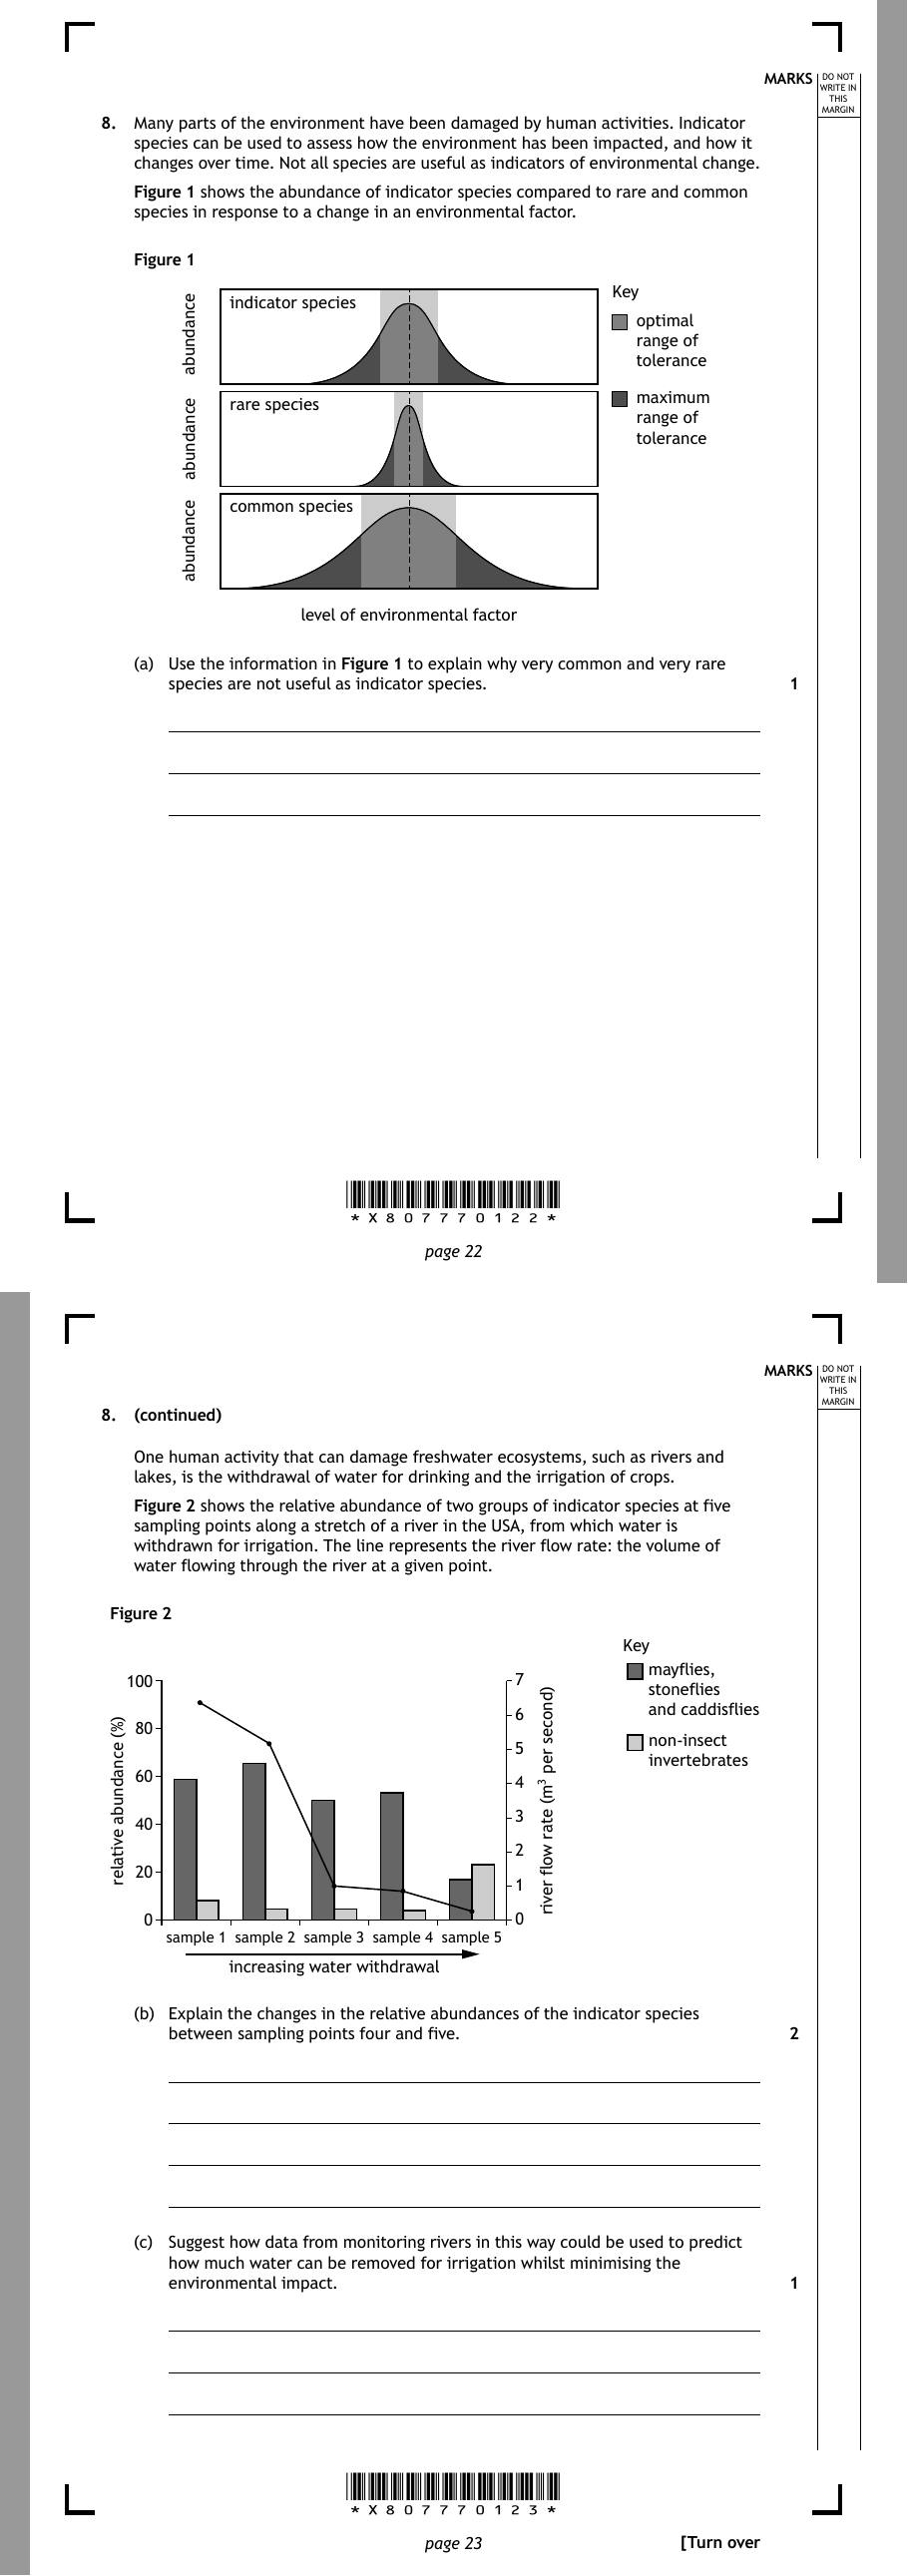 MARKS
DO NOT
WRITE IN
THIS
MARGIN
8. Many parts of the environment have been damaged by human activities. Indicator
species can be used to assess how the environment has been impacted, and how it
changes over time. Not all species are useful as indicators of environmental change.
Figure 1 shows the abundance of indicator species compared to rare and common
species in response to a change in an environmental factor.
Figure 1
abundance
indicator species
abundance
rare species
abundance
common species
level of environmental factor
Key
optimal
range of
tolerance
maximum
range of
tolerance
(a) Use the information in Figure 1 to explain why very common and very rare
species are not useful as indicator species. 1
* X 8 0 7 7 7 0 1 2 2 *
page 22
MARKS
DO NOT
WRITE IN
THIS
MARGIN
8. (continued)
One human activity that can damage freshwater ecosystems, such as rivers and
lakes, is the withdrawal of water for drinking and the irrigation of crops.
Figure 2 shows the relative abundance of two groups of indicator species at five
sampling points along a stretch of a river in the USA, from which water is
withdrawn for irrigation. The line represents the river flow rate: the volume of
water flowing through the river at a given point.
Figure 2
Key
mayflies,
stoneflies
and caddisflies
non-insect
invertebrates
relative abundance (%)
100
80
60
40
20
0
7
6
5
4
3
2
1
0
river flow rate (m³ per second)
sample 1 sample 2 sample 3 sample 4 sample 5
increasing water withdrawal
(b) Explain the changes in the relative abundances of the indicator species
between sampling points four and five. 2
(c) Suggest how data from monitoring rivers in this way could be used to predict
how much water can be removed for irrigation whilst minimising the
environmental impact. 1
* X 8 0 7 7 7 0 1 2 3 *
page 23
[Turn over